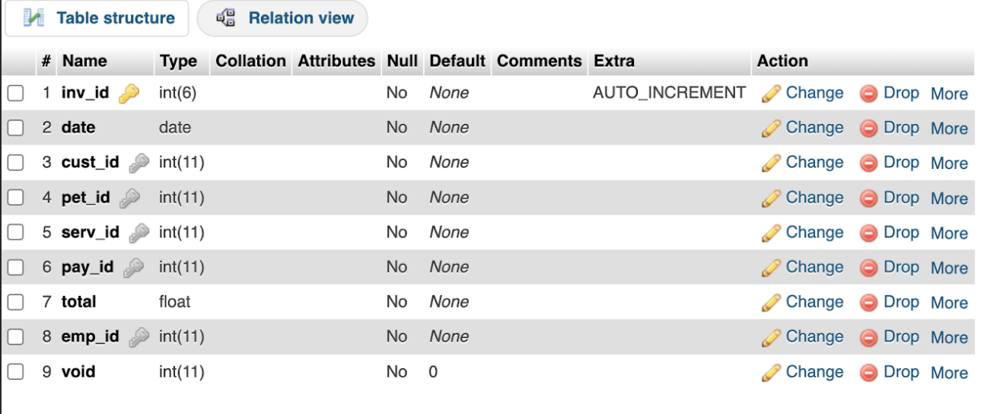 Table structure Relation view
# Name Type Collation Attributes Null Default Comments Extra Action
1 inv_id int(6) No None AUTO_INCREMENT Change Drop More
2 date date No None Change Drop More
3 cust_id int(11) No None Change Drop More
4 pet_id int(11) No None Change Drop More
5 serv_id int(11) No None Change Drop More
6 pay_id int(11) No None Change Drop More
7 total float No None Change Drop More
8 emp_id int(11) No None Change Drop More
9 void int(11) No 0 Change Drop More